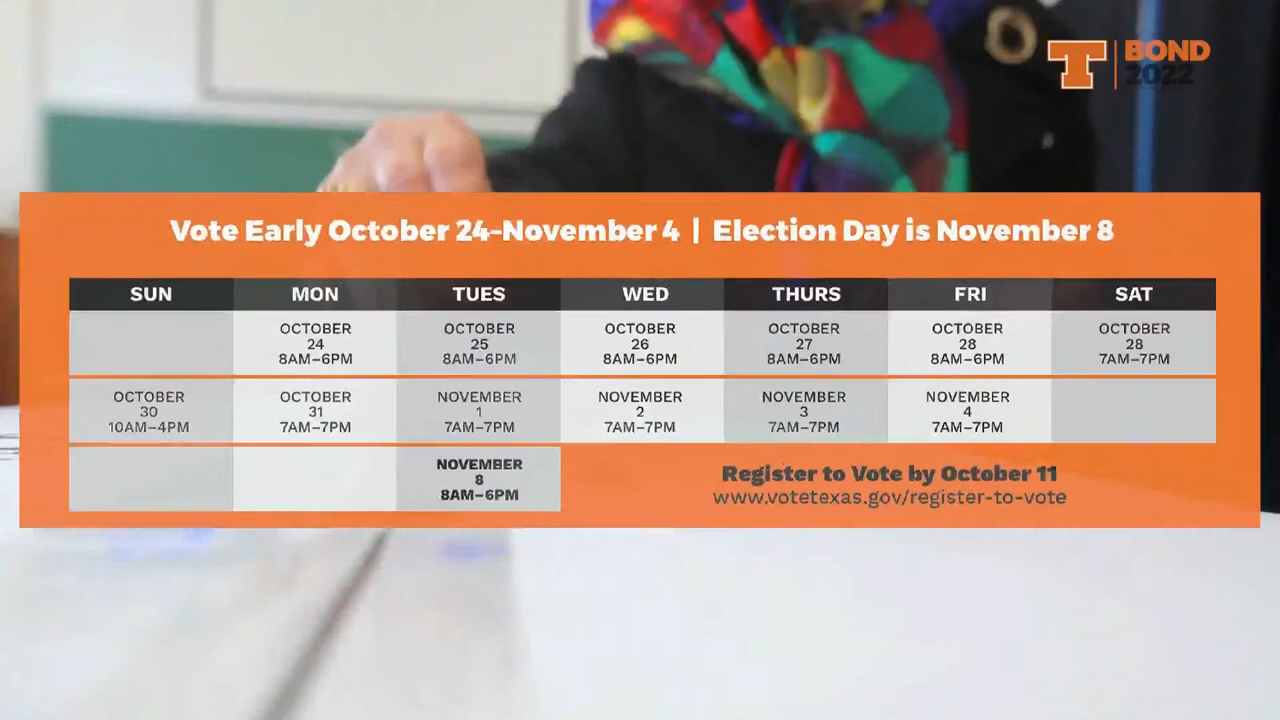 T | BOND
2022
Vote Early October 24-November 4 | Election Day is November 8
SUN MON TUES WED THURS FRI SAT
OCTOBER OCTOBER OCTOBER OCTOBER OCTOBER OCTOBER
24 25 26 27 28 28
8AM–6PM 8AM–6PM 8AM–6PM 8AM–6PM 8AM–6PM 7AM–7PM
OCTOBER OCTOBER NOVEMBER NOVEMBER NOVEMBER NOVEMBER
30 31 1 2 3 4
10AM–4PM 7AM–7PM 7AM–7PM 7AM–7PM 7AM–7PM 7AM–7PM
NOVEMBER
8
8AM–6PM
Register to Vote by October 11
www.votetexas.gov/register-to-vote